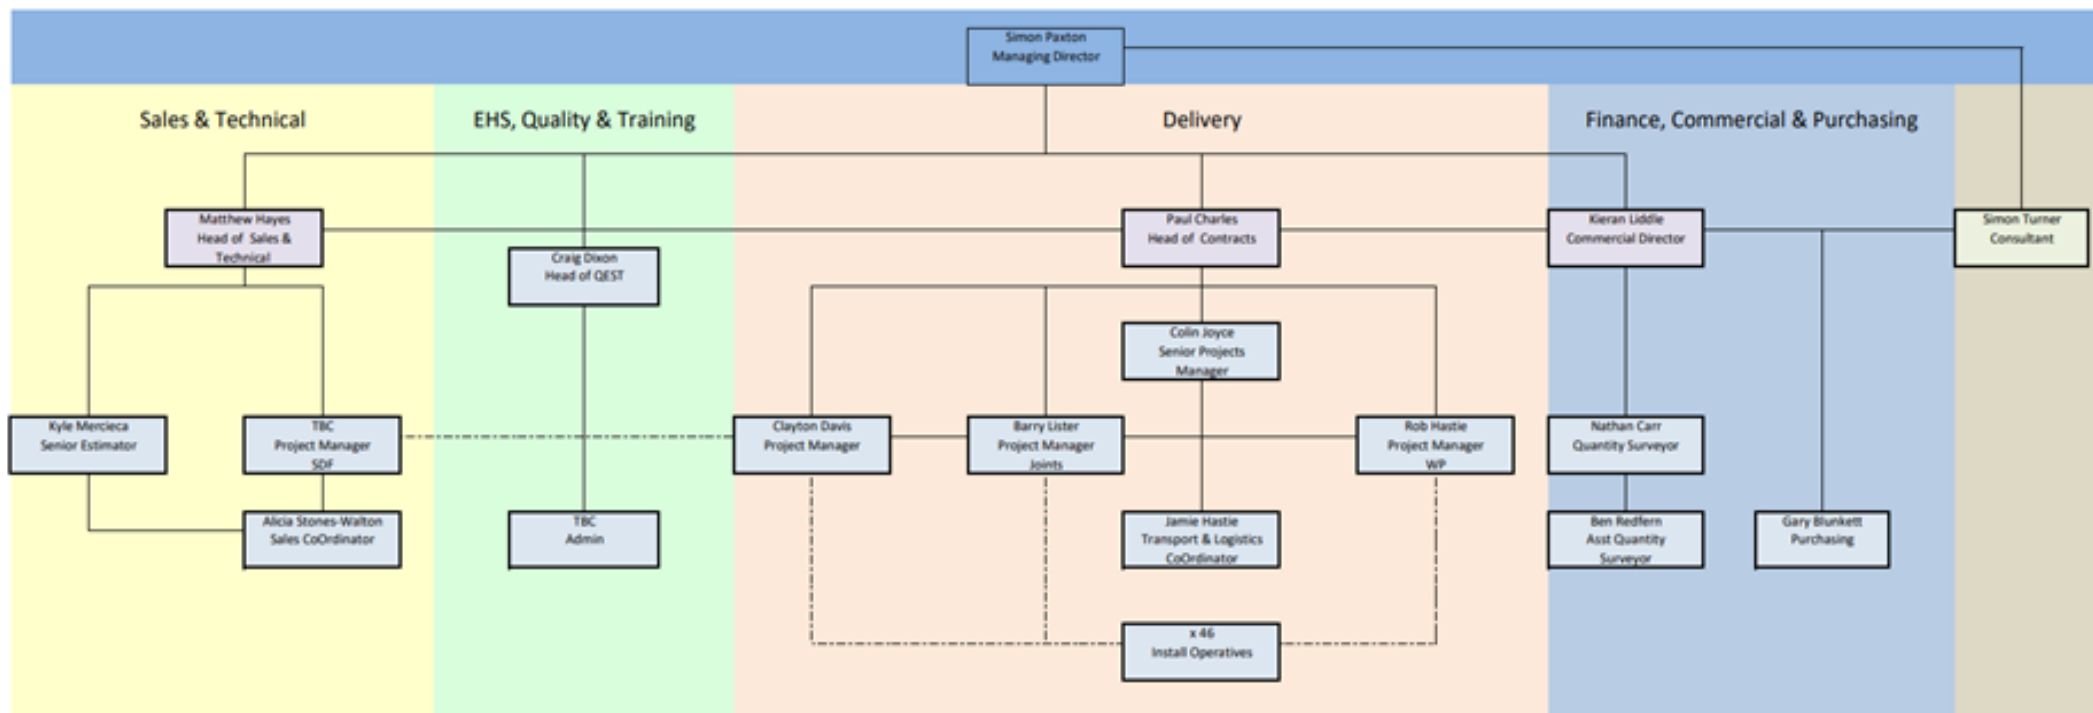 Simon Paxton
Managing Director
Sales & Technical
EHS, Quality & Training
Delivery
Finance, Commercial & Purchasing
Matthew Hayes
Head of Sales &
Technical
Paul Charles
Head of Contracts
Kieran Liddle
Commercial Director
Simon Turner
Consultant
Craig Dixon
Head of QEST
Colin Joyce
Senior Projects
Manager
Kyle Mercieca
Senior Estimator
TBC
Project Manager
SDF
Clayton Davis
Project Manager
Barry Lister
Project Manager
Joints
Rob Hastie
Project Manager
WP
Nathan Carr
Quantity Surveyor
Alicia Stones-Walton
Sales CoOrdinator
TBC
Admin
Jamie Hastie
Transport & Logistics
CoOrdinator
Ben Redfern
Asst Quantity
Surveyor
Gary Blunkett
Purchasing
x 46
Install Operatives